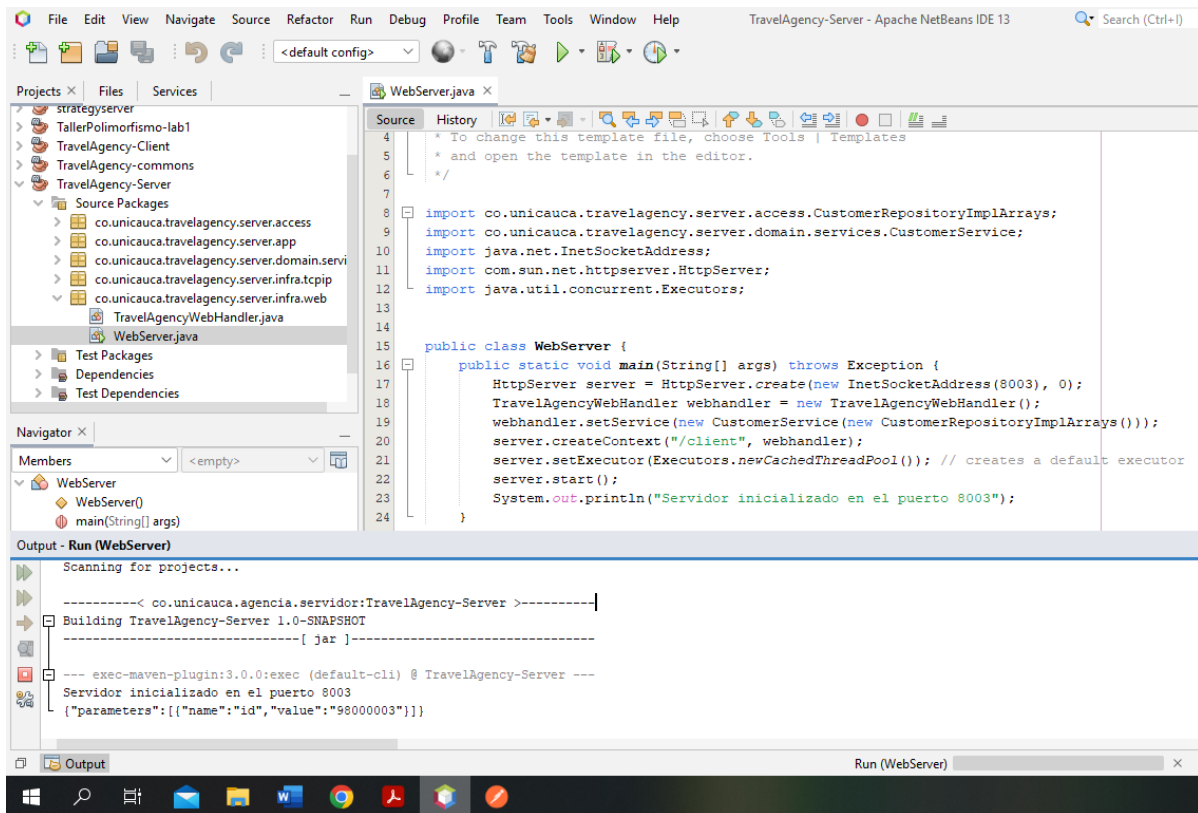 File Edit View Navigate Source Refactor Run Debug Profile Team Tools Window Help TravelAgency-Server - Apache NetBeans IDE 13 Search (Ctrl+I)
<default config>
Projects Files Services
strategyserver
TallerPolimorfismo-lab1
TravelAgency-Client
TravelAgency-commons
TravelAgency-Server
Source Packages
co.unicauca.travelagency.server.access
co.unicauca.travelagency.server.app
co.unicauca.travelagency.server.domain.servi
co.unicauca.travelagency.server.infra.tcpip
co.unicauca.travelagency.server.infra.web
TravelAgencyWebHandler.java
WebServer.java
Test Packages
Dependencies
Test Dependencies
Navigator
Members <empty>
WebServer
WebServer()
main(String[] args)
WebServer.java
Source History
4 * To change this template file, choose Tools | Templates
5 * and open the template in the editor.
6 */
7
8 import co.unicauca.travelagency.server.access.CustomerRepositoryImplArrays;
9 import co.unicauca.travelagency.server.domain.services.CustomerService;
10 import java.net.InetSocketAddress;
11 import com.sun.net.httpserver.HttpServer;
12 import java.util.concurrent.Executors;
13
14
15 public class WebServer {
16 public static void main(String[] args) throws Exception {
17 HttpServer server = HttpServer.create(new InetSocketAddress(8003), 0);
18 TravelAgencyWebHandler webhandler = new TravelAgencyWebHandler();
19 webhandler.setService(new CustomerService(new CustomerRepositoryImplArrays()));
20 server.createContext("/client", webhandler);
21 server.setExecutor(Executors.newCachedThreadPool()); // creates a default executor
22 server.start();
23 System.out.println("Servidor inicializado en el puerto 8003");
24 }
Output - Run (WebServer)
Scanning for projects...
----------< co.unicauca.agencia.servidor:TravelAgency-Server >----------
Building TravelAgency-Server 1.0-SNAPSHOT
--------------------------------[ jar ]---------------------------------
--- exec-maven-plugin:3.0.0:exec (default-cli) @ TravelAgency-Server ---
Servidor inicializado en el puerto 8003
{"parameters":[{"name":"id","value":"98000003"}]}
Output Run (WebServer)